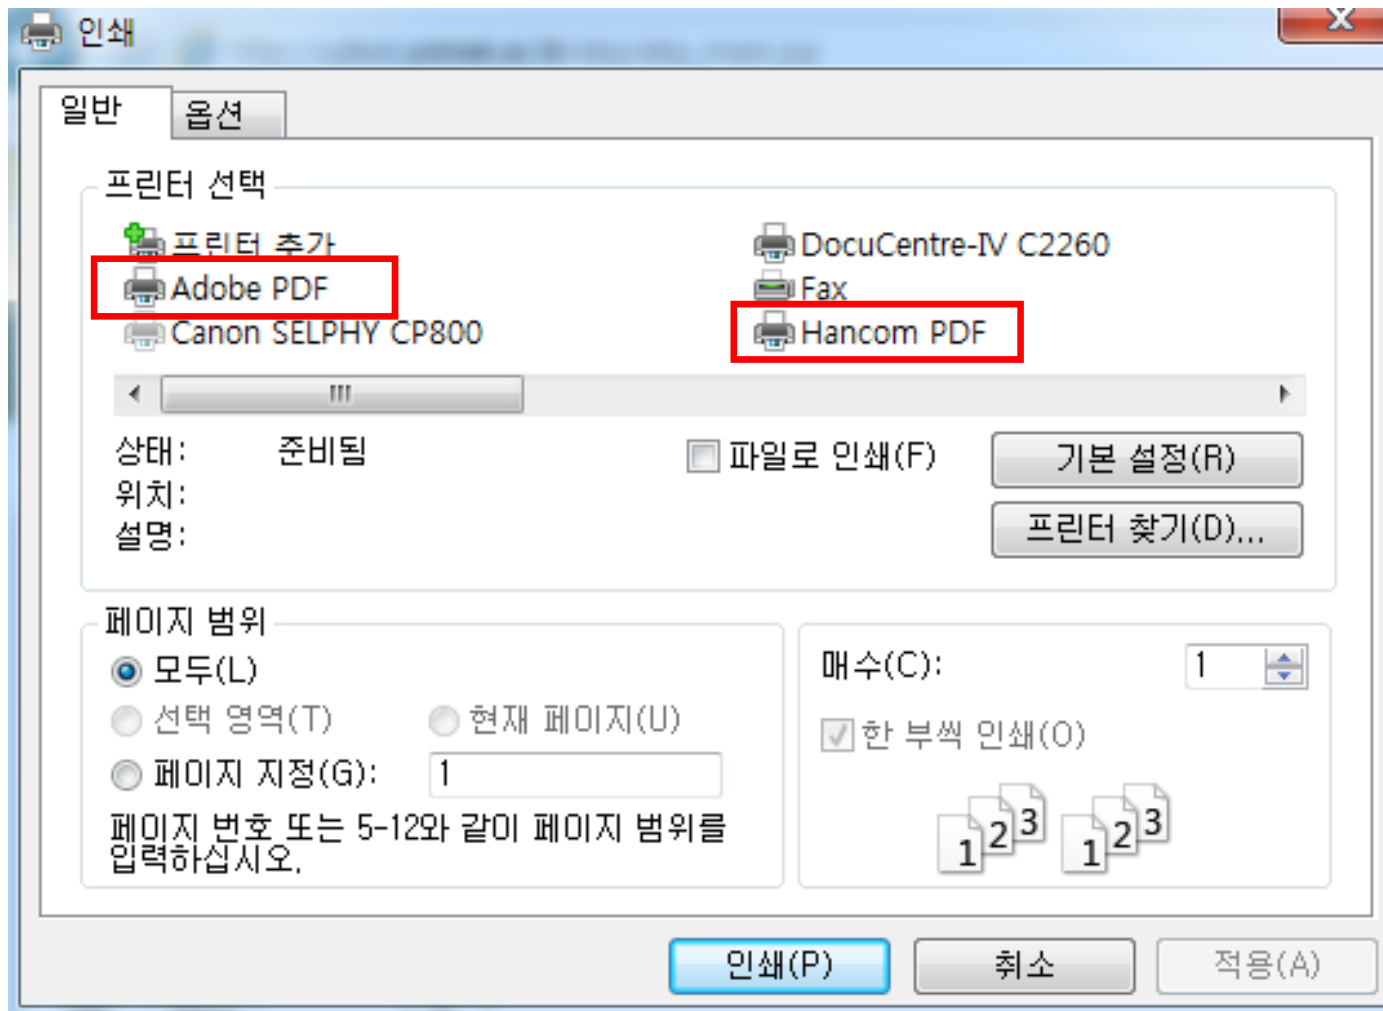 인쇄
일반
옵션
프린터 선택
프린터 추가
DocuCentre-IV C2260
Adobe PDF
Fax
Canon SELPHY CP800
Hancom PDF
상태: 준비됨
파일로 인쇄(F)
기본 설정(R)
위치:
설명:
프린터 찾기(D)...
페이지 범위
모두(L)
선택 영역(T)
현재 페이지(U)
페이지 지정(G): 1
페이지 번호 또는 5-12와 같이 페이지 범위를
입력하십시오.
매수(C): 1
한 부씩 인쇄(O)
1 2 3 1 2 3
인쇄(P)
취소
적용(A)